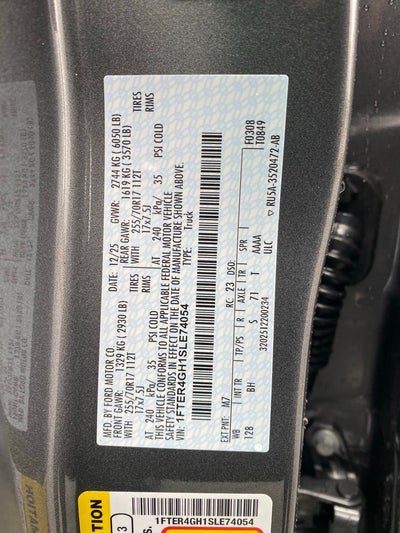 MFD. BY FORD MOTOR CO.
DATE: 12/25 GVWR: 2744 KG ( 6050 LB)
FRONT GAWR: 1329 KG ( 2930 LB) REAR GAWR: 1619 KG ( 3570 LB)
WITH 255/70R17 112T TIRES
17x7.5J RIMS
AT 240 kPa/ 35 PSI COLD
WITH 255/70R17 112T TIRES
17x7.5J RIMS
AT 240 kPa/ 35 PSI COLD
THIS VEHICLE CONFORMS TO ALL APPLICABLE FEDERAL MOTOR VEHICLE
SAFETY STANDARDS IN EFFECT ON THE DATE OF MANUFACTURE SHOWN ABOVE.
VIN: 1FTER4GH1SLE74054 TYPE: Truck
F0308
T0849
EXT PNT: M7 RC: 23 DSO:
WB INT TR TP/PS R AXLE TR SPR
128 BH S 71 T AAAA
ULC
3202512200234
RU5A-3520472-AB
1FTER4GH1SLE74054